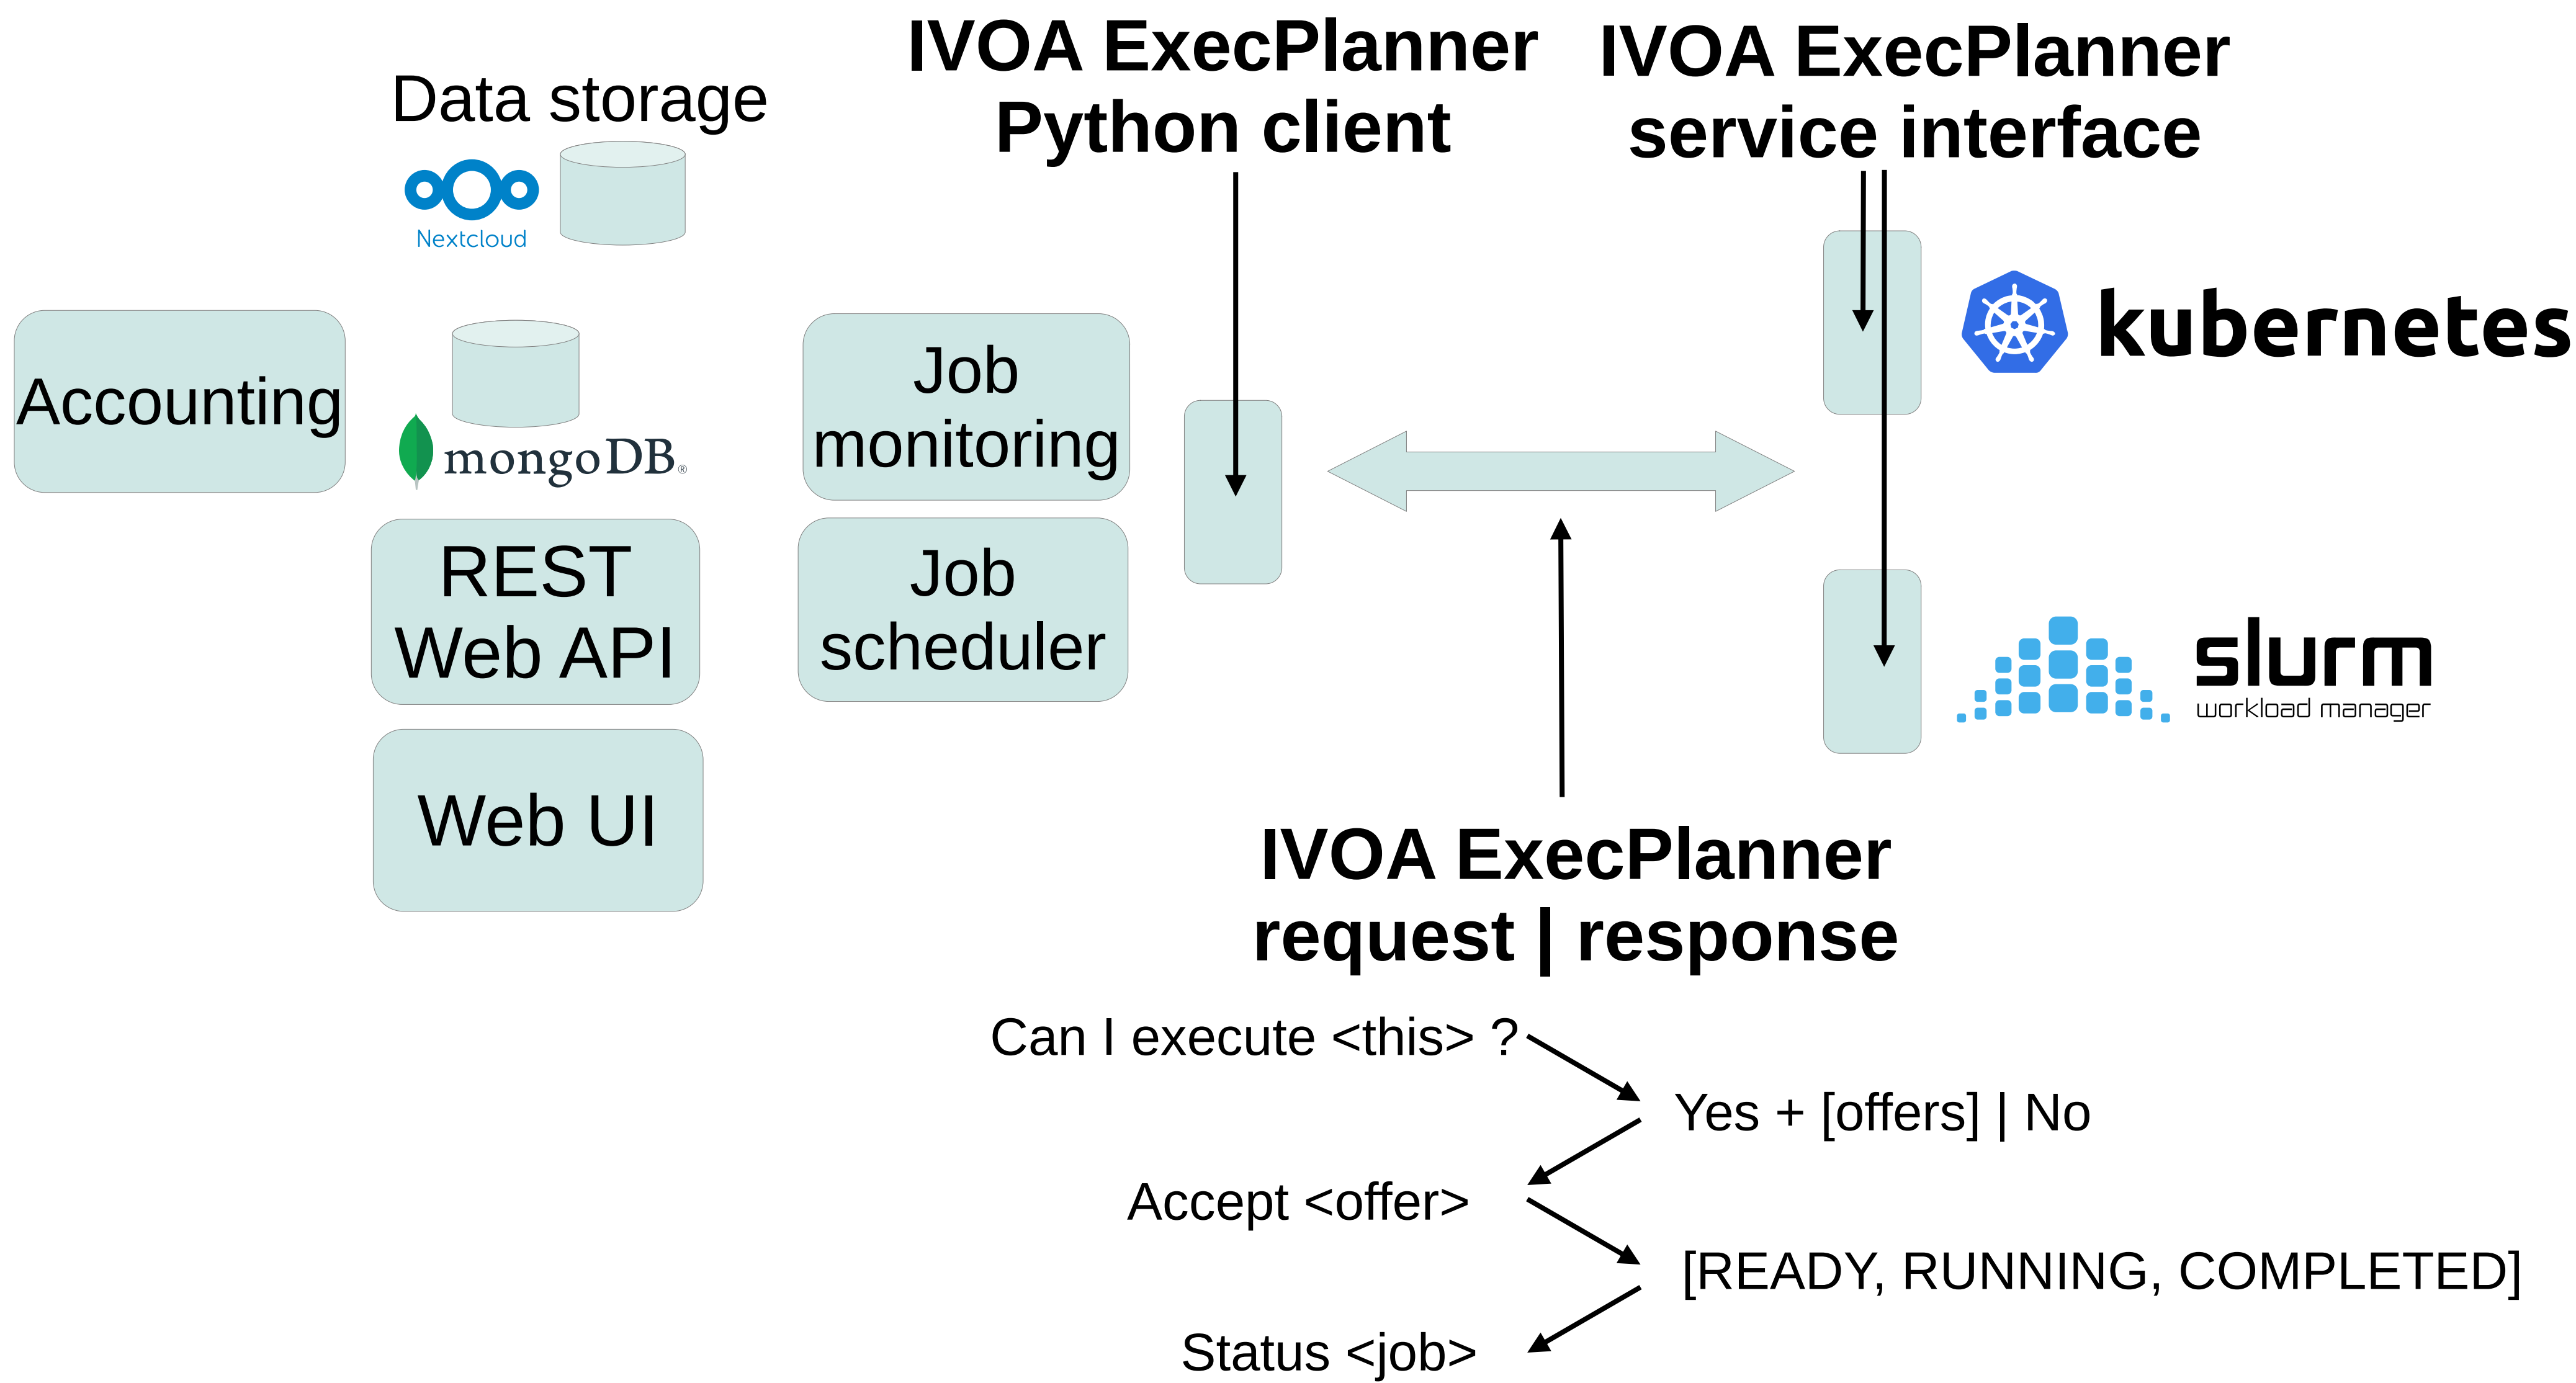 IVOA ExecPlanner
Python client
IVOA ExecPlanner
service interface
Data storage
Nextcloud
kubernetes
Accounting
mongoDB®
Job
monitoring
REST
Web API
Job
scheduler
slurm
workload manager
Web UI
IVOA ExecPlanner
request | response
Can I execute <this> ?
Yes + [offers] | No
Accept <offer>
[READY, RUNNING, COMPLETED]
Status <job>